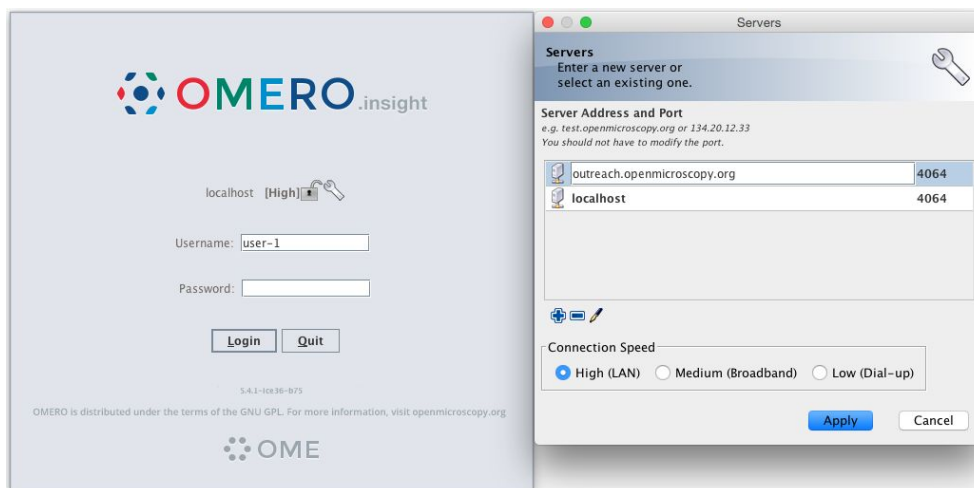 OMERO.insight
localhost [High]
Username: user-1
Password:
Login Quit
5.4.1-ice36-b75
OMERO is distributed under the terms of the GNU GPL. For more information, visit openmicroscopy.org
OME
Servers
Servers
Enter a new server or
select an existing one.
Server Address and Port
e.g. test.openmicroscopy.org or 134.20.12.33
You should not have to modify the port.
outreach.openmicroscopy.org 4064
localhost 4064
Connection Speed
High (LAN) Medium (Broadband) Low (Dial-up)
Apply Cancel